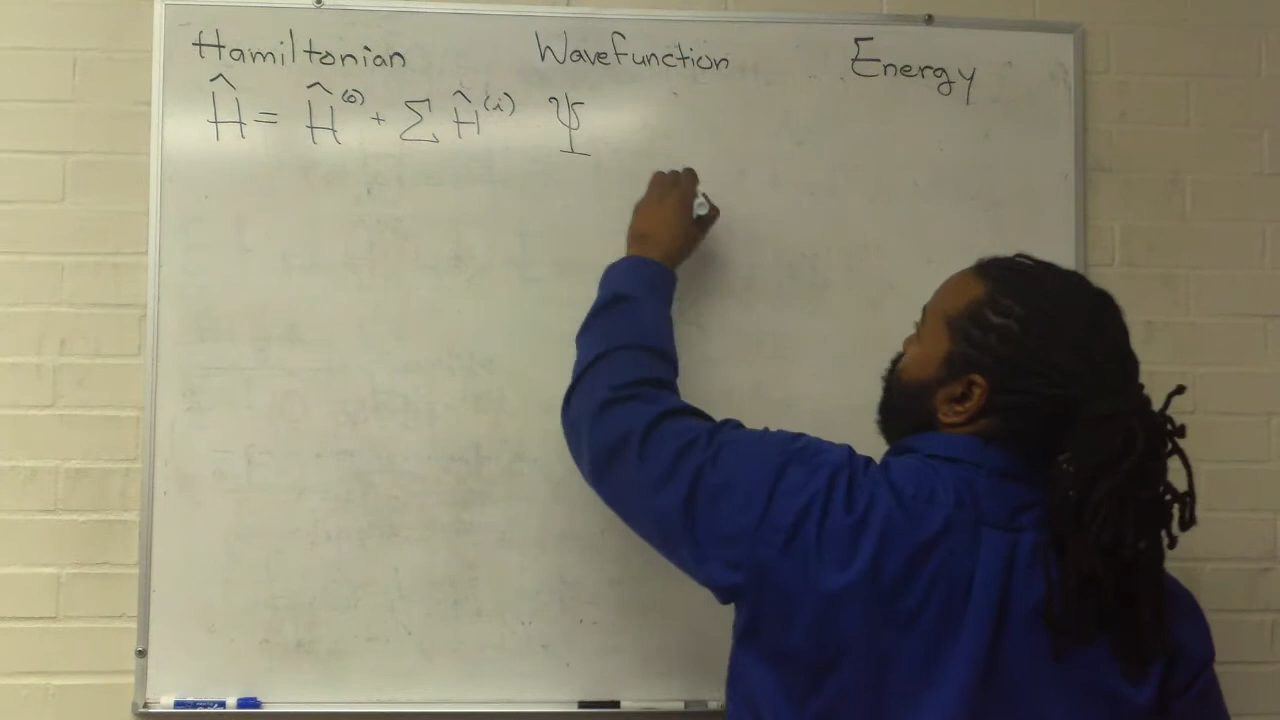 Hamiltonian Wavefunction Energy
Ĥ = Ĥ⁽⁰⁾ + Σ Ĥ⁽ⁱ⁾ Ψ